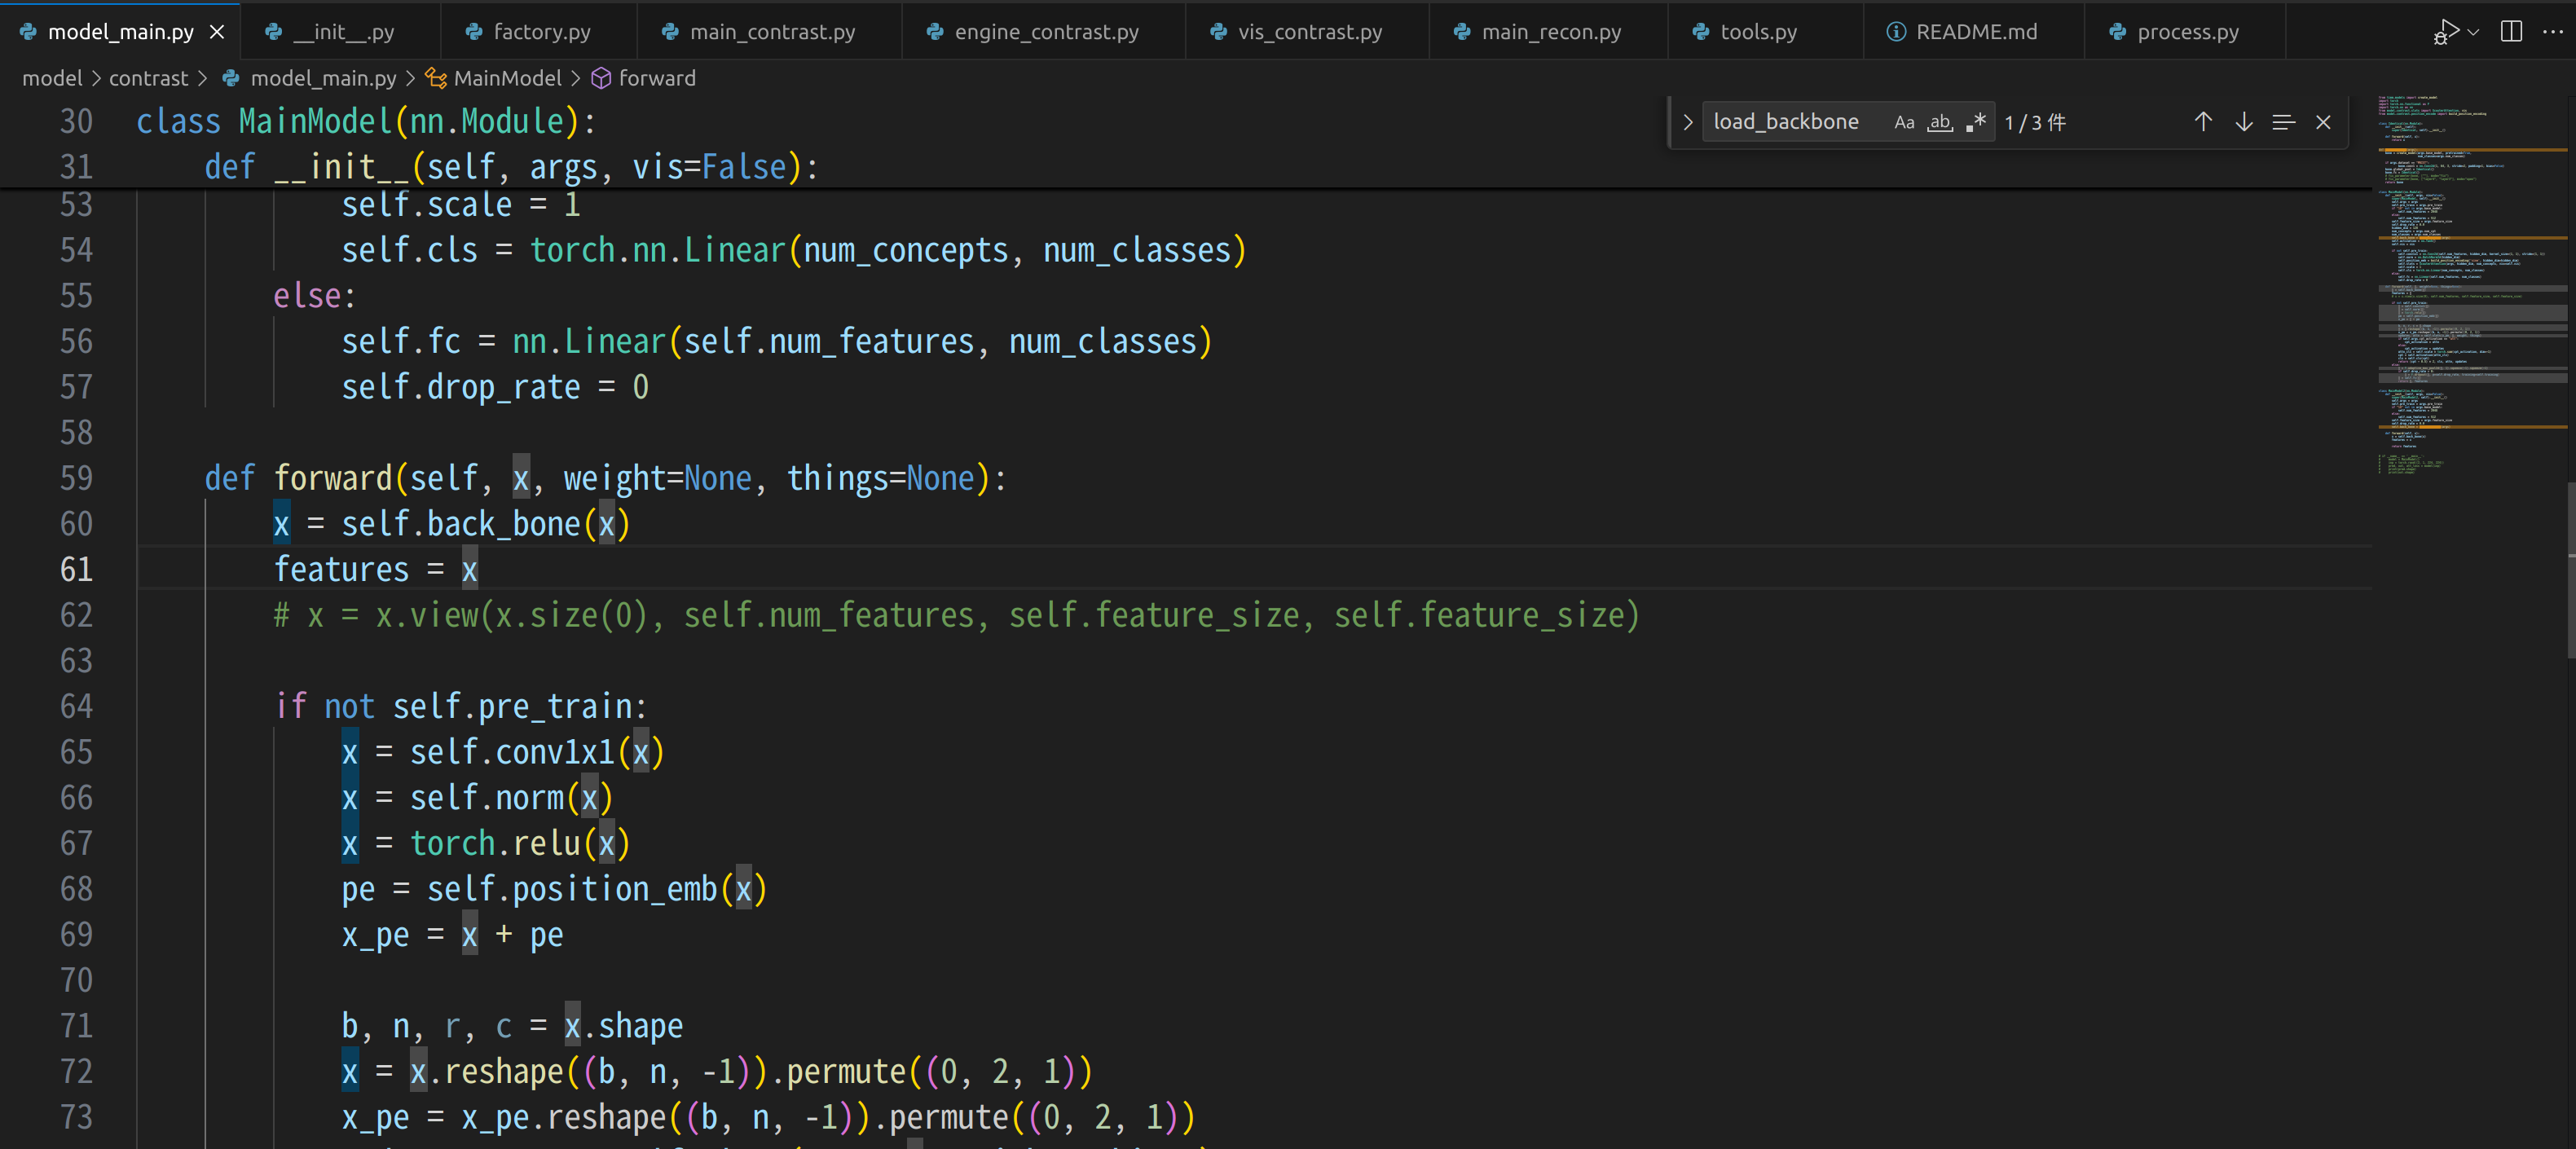 model_main.py
__init__.py
factory.py
main_contrast.py
engine_contrast.py
vis_contrast.py
main_recon.py
tools.py
README.md
process.py
model > contrast > model_main.py > MainModel > forward
load_backbone Aa ab .* 1 / 3 件
30 class MainModel(nn.Module):
31 def __init__(self, args, vis=False):
53 self.scale = 1
54 self.cls = torch.nn.Linear(num_concepts, num_classes)
55 else:
56 self.fc = nn.Linear(self.num_features, num_classes)
57 self.drop_rate = 0
58
59 def forward(self, x, weight=None, things=None):
60 x = self.back_bone(x)
61 features = x
62 # x = x.view(x.size(0), self.num_features, self.feature_size, self.feature_size)
63
64 if not self.pre_train:
65 x = self.conv1x1(x)
66 x = self.norm(x)
67 x = torch.relu(x)
68 pe = self.position_emb(x)
69 x_pe = x + pe
70
71 b, n, r, c = x.shape
72 x = x.reshape((b, n, -1)).permute((0, 2, 1))
73 x_pe = x_pe.reshape((b, n, -1)).permute((0, 2, 1))